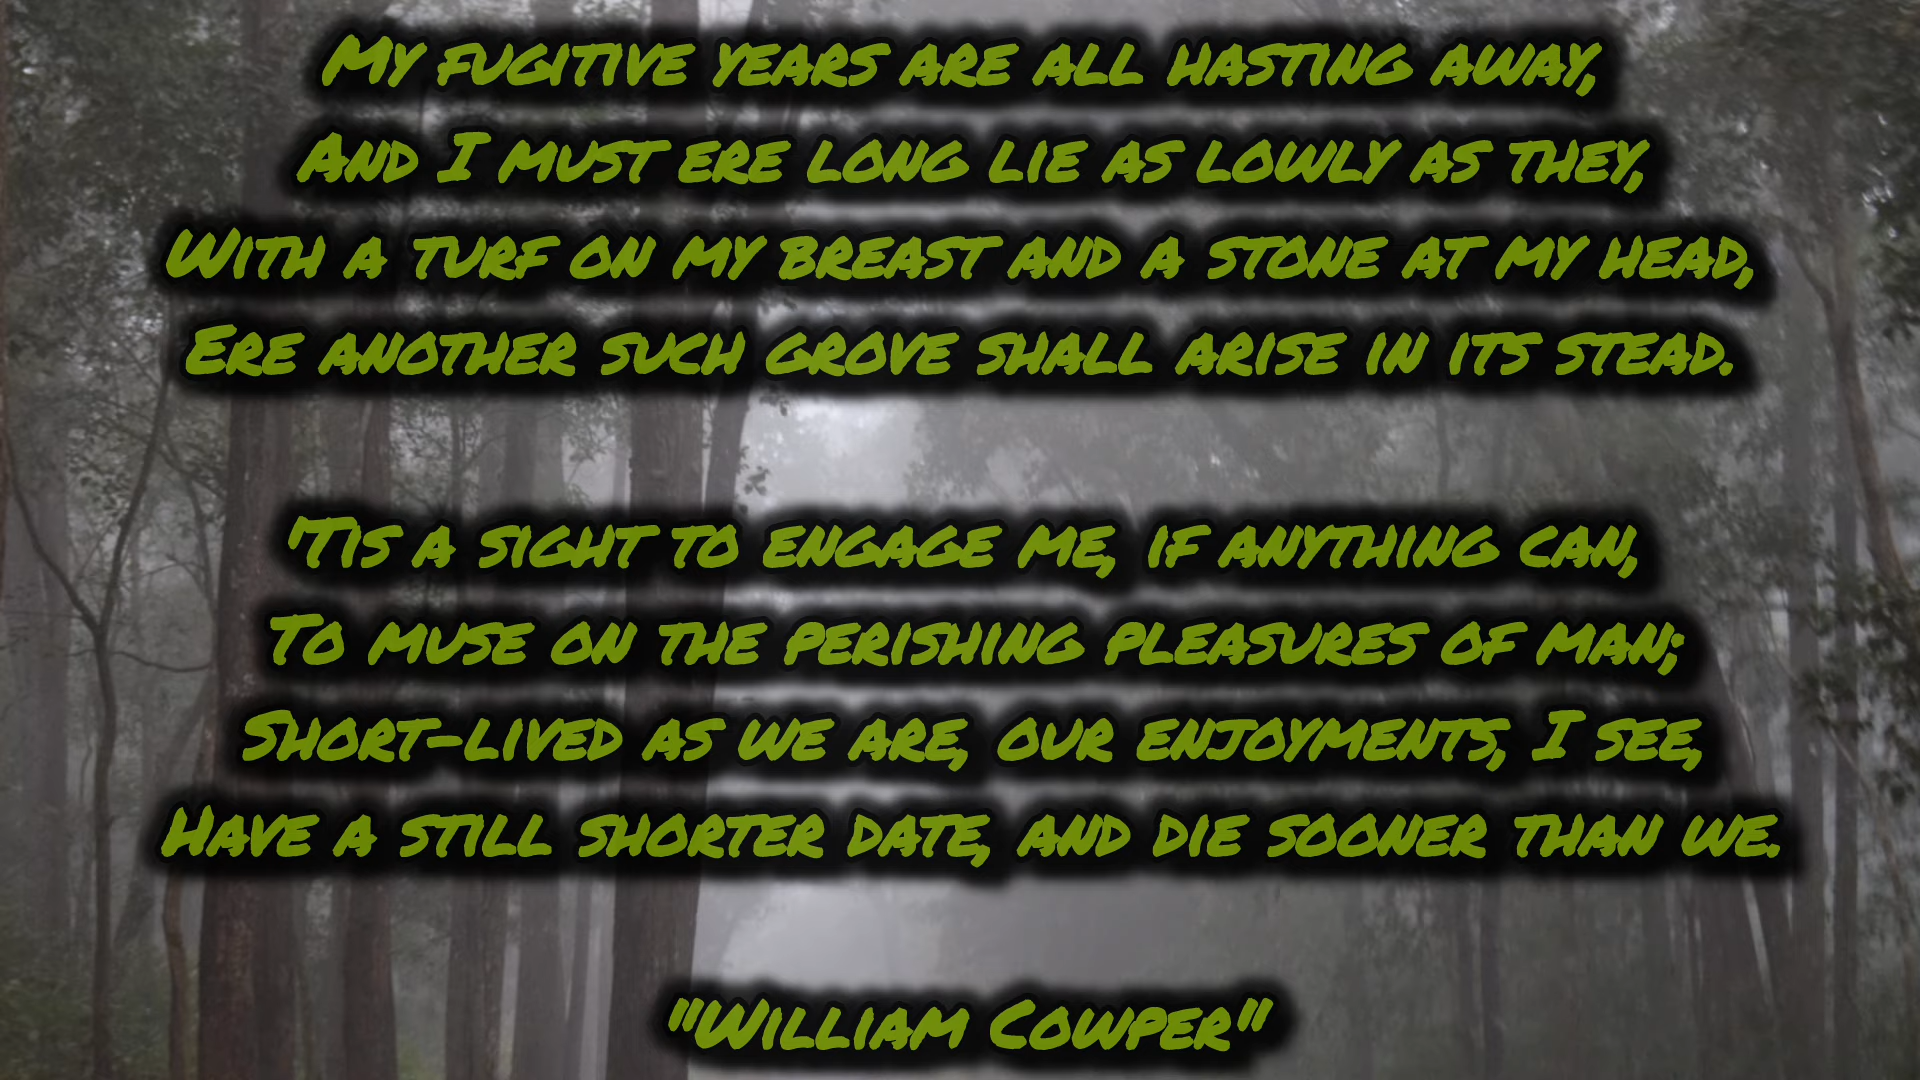 My fugitive years are all hasting away,
And I must ere long lie as lowly as they,
With a turf on my breast and a stone at my head,
Ere another such grove shall arise in its stead.
'Tis a sight to engage me, if anything can,
To muse on the perishing pleasures of man;
Short-lived as we are, our enjoyments, I see,
Have a still shorter date, and die sooner than we.
"William Cowper"